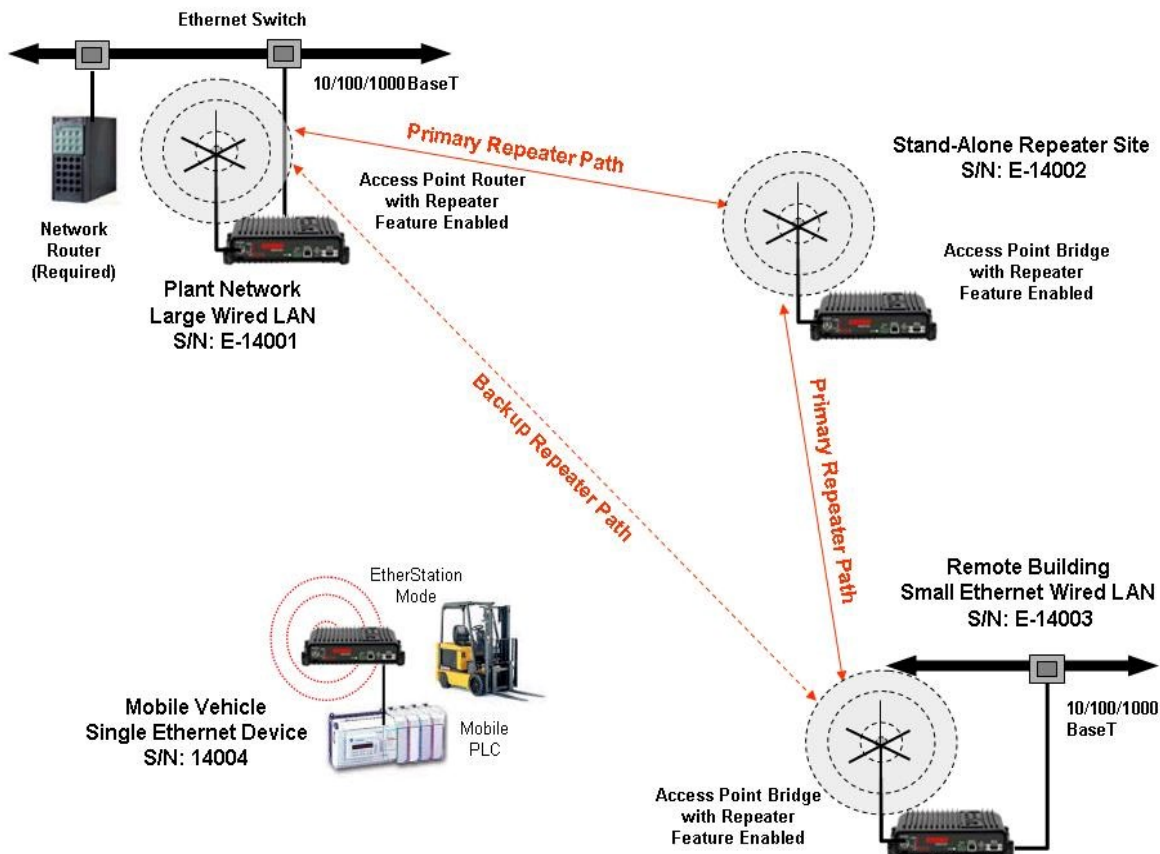 Ethernet Switch
10/100/1000 BaseT
Network
Router
(Required)
Access Point Router
with Repeater
Feature Enabled
Plant Network
Large Wired LAN
S/N: E-14001
Primary Repeater Path
Stand-Alone Repeater Site
S/N: E-14002
Access Point Bridge
with Repeater
Feature Enabled
Backup Repeater Path
Primary Repeater Path
EtherStation
Mode
Mobile Vehicle
Single Ethernet Device
S/N: 14004
Mobile
PLC
Remote Building
Small Ethernet Wired LAN
S/N: E-14003
10/100/1000
BaseT
Access Point Bridge
with Repeater
Feature Enabled